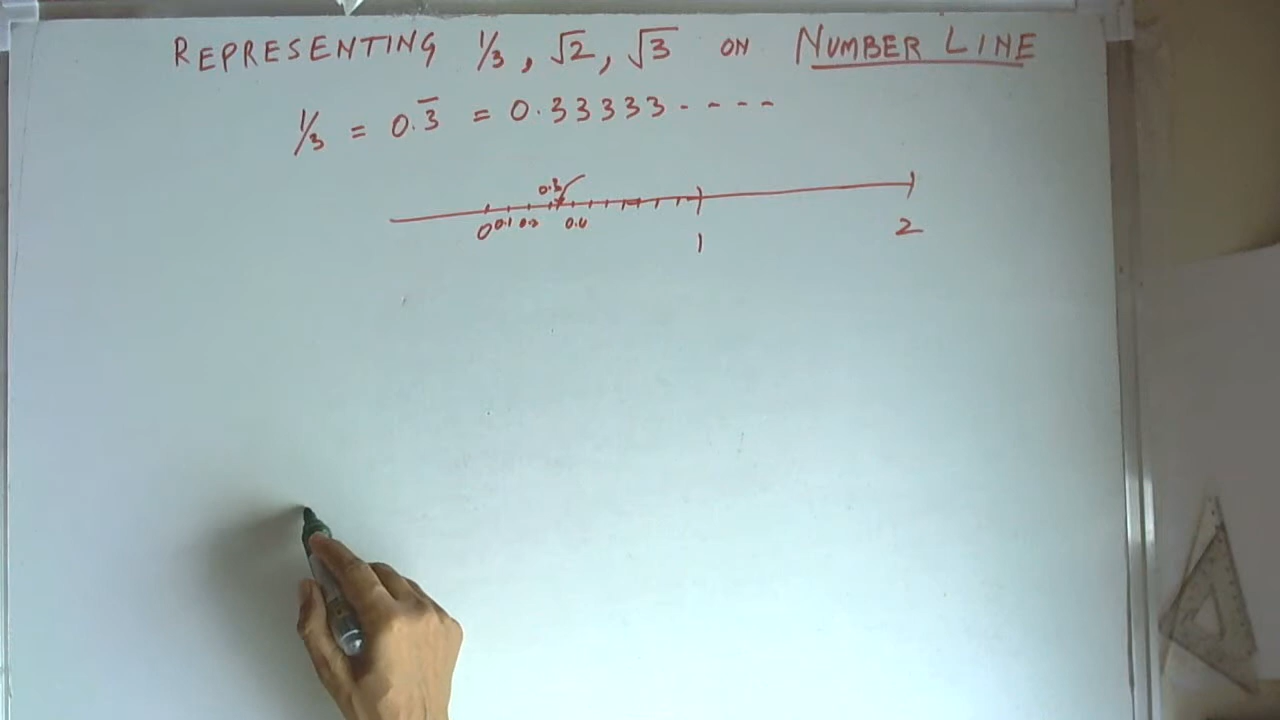 REPRESENTING 1/3, √2, √3 ON NUMBER LINE
1/3 = 0.3̅ = 0.33333----
0.3
0 0.1 0.2 0.4 1 2